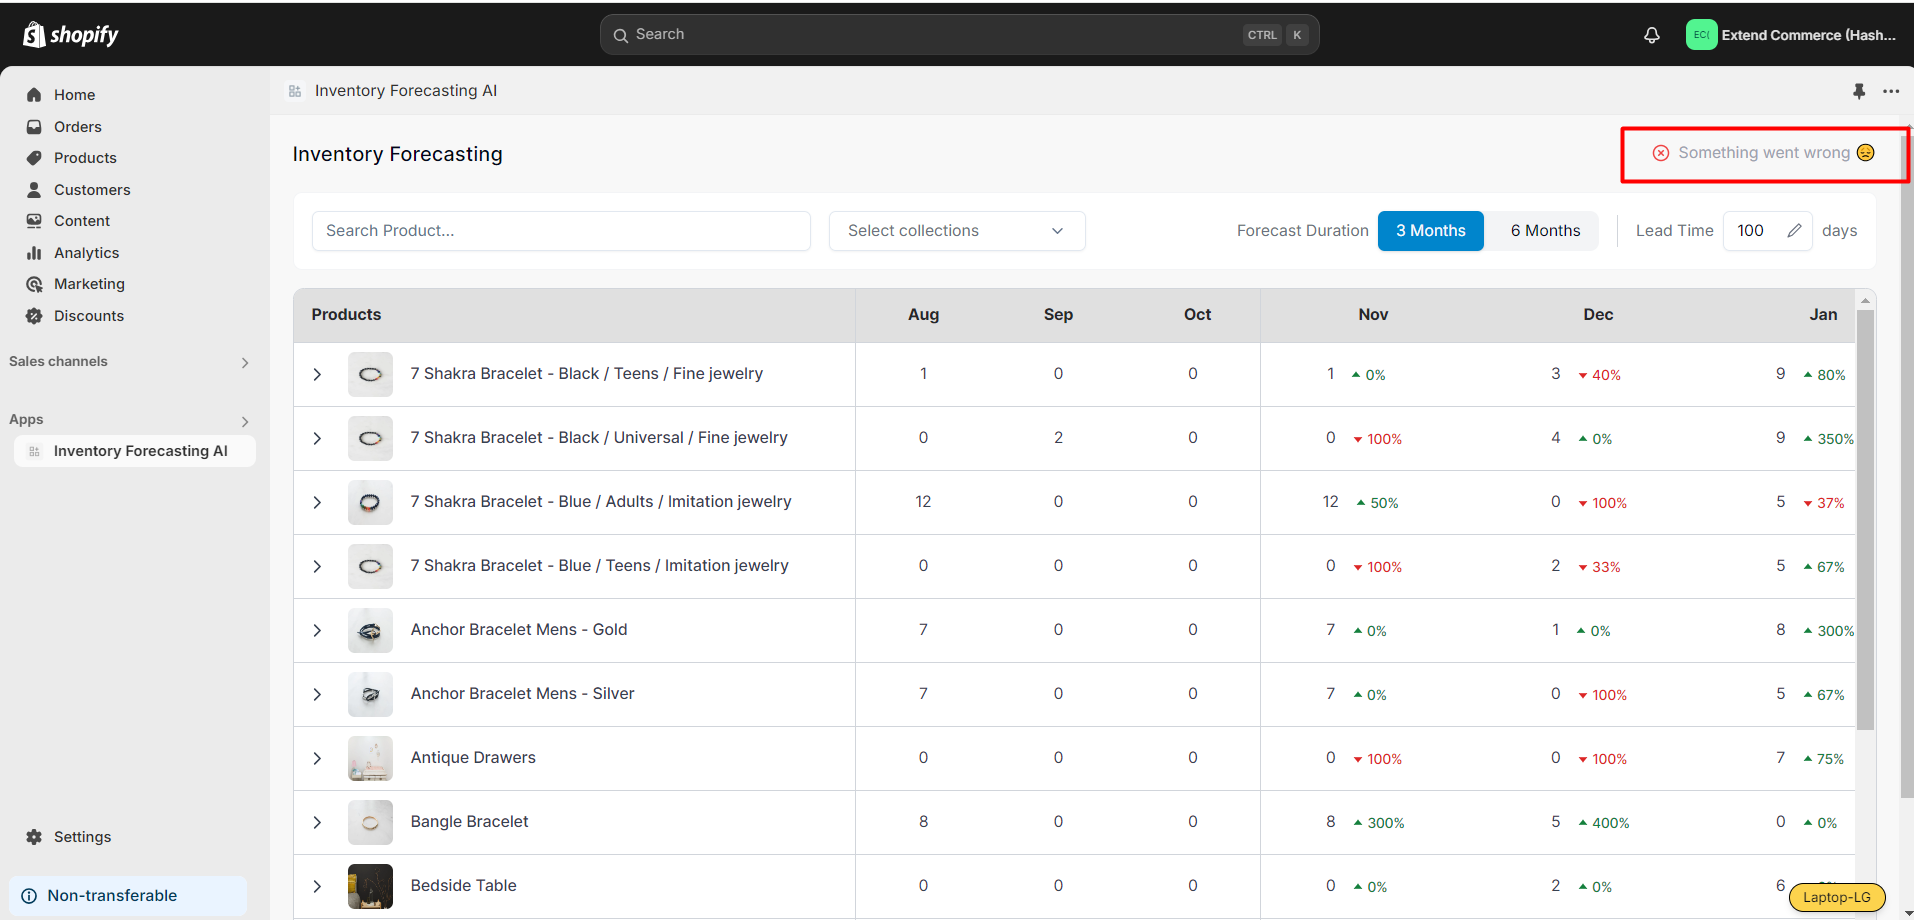 shopify
Search CTRL K
EC( Extend Commerce (Hash...
Home
Orders
Products
Customers
Content
Analytics
Marketing
Discounts
Sales channels
Apps
Inventory Forecasting AI
Settings
Non-transferable
Inventory Forecasting AI
Inventory Forecasting
Something went wrong
Search Product...
Select collections
Forecast Duration 3 Months 6 Months Lead Time 100 days
Products Aug Sep Oct Nov Dec Jan
7 Shakra Bracelet - Black / Teens / Fine jewelry 1 0 0 1 0% 3 40% 9 80%
7 Shakra Bracelet - Black / Universal / Fine jewelry 0 2 0 0 100% 4 0% 9 350%
7 Shakra Bracelet - Blue / Adults / Imitation jewelry 12 0 0 12 50% 0 100% 5 37%
7 Shakra Bracelet - Blue / Teens / Imitation jewelry 0 0 0 0 100% 2 33% 5 67%
Anchor Bracelet Mens - Gold 7 0 0 7 0% 1 0% 8 300%
Anchor Bracelet Mens - Silver 7 0 0 7 0% 0 100% 5 67%
Antique Drawers 0 0 0 0 100% 0 100% 7 75%
Bangle Bracelet 8 0 0 8 300% 5 400% 0 0%
Bedside Table 0 0 0 0 0% 2 0% 6
Laptop-LG